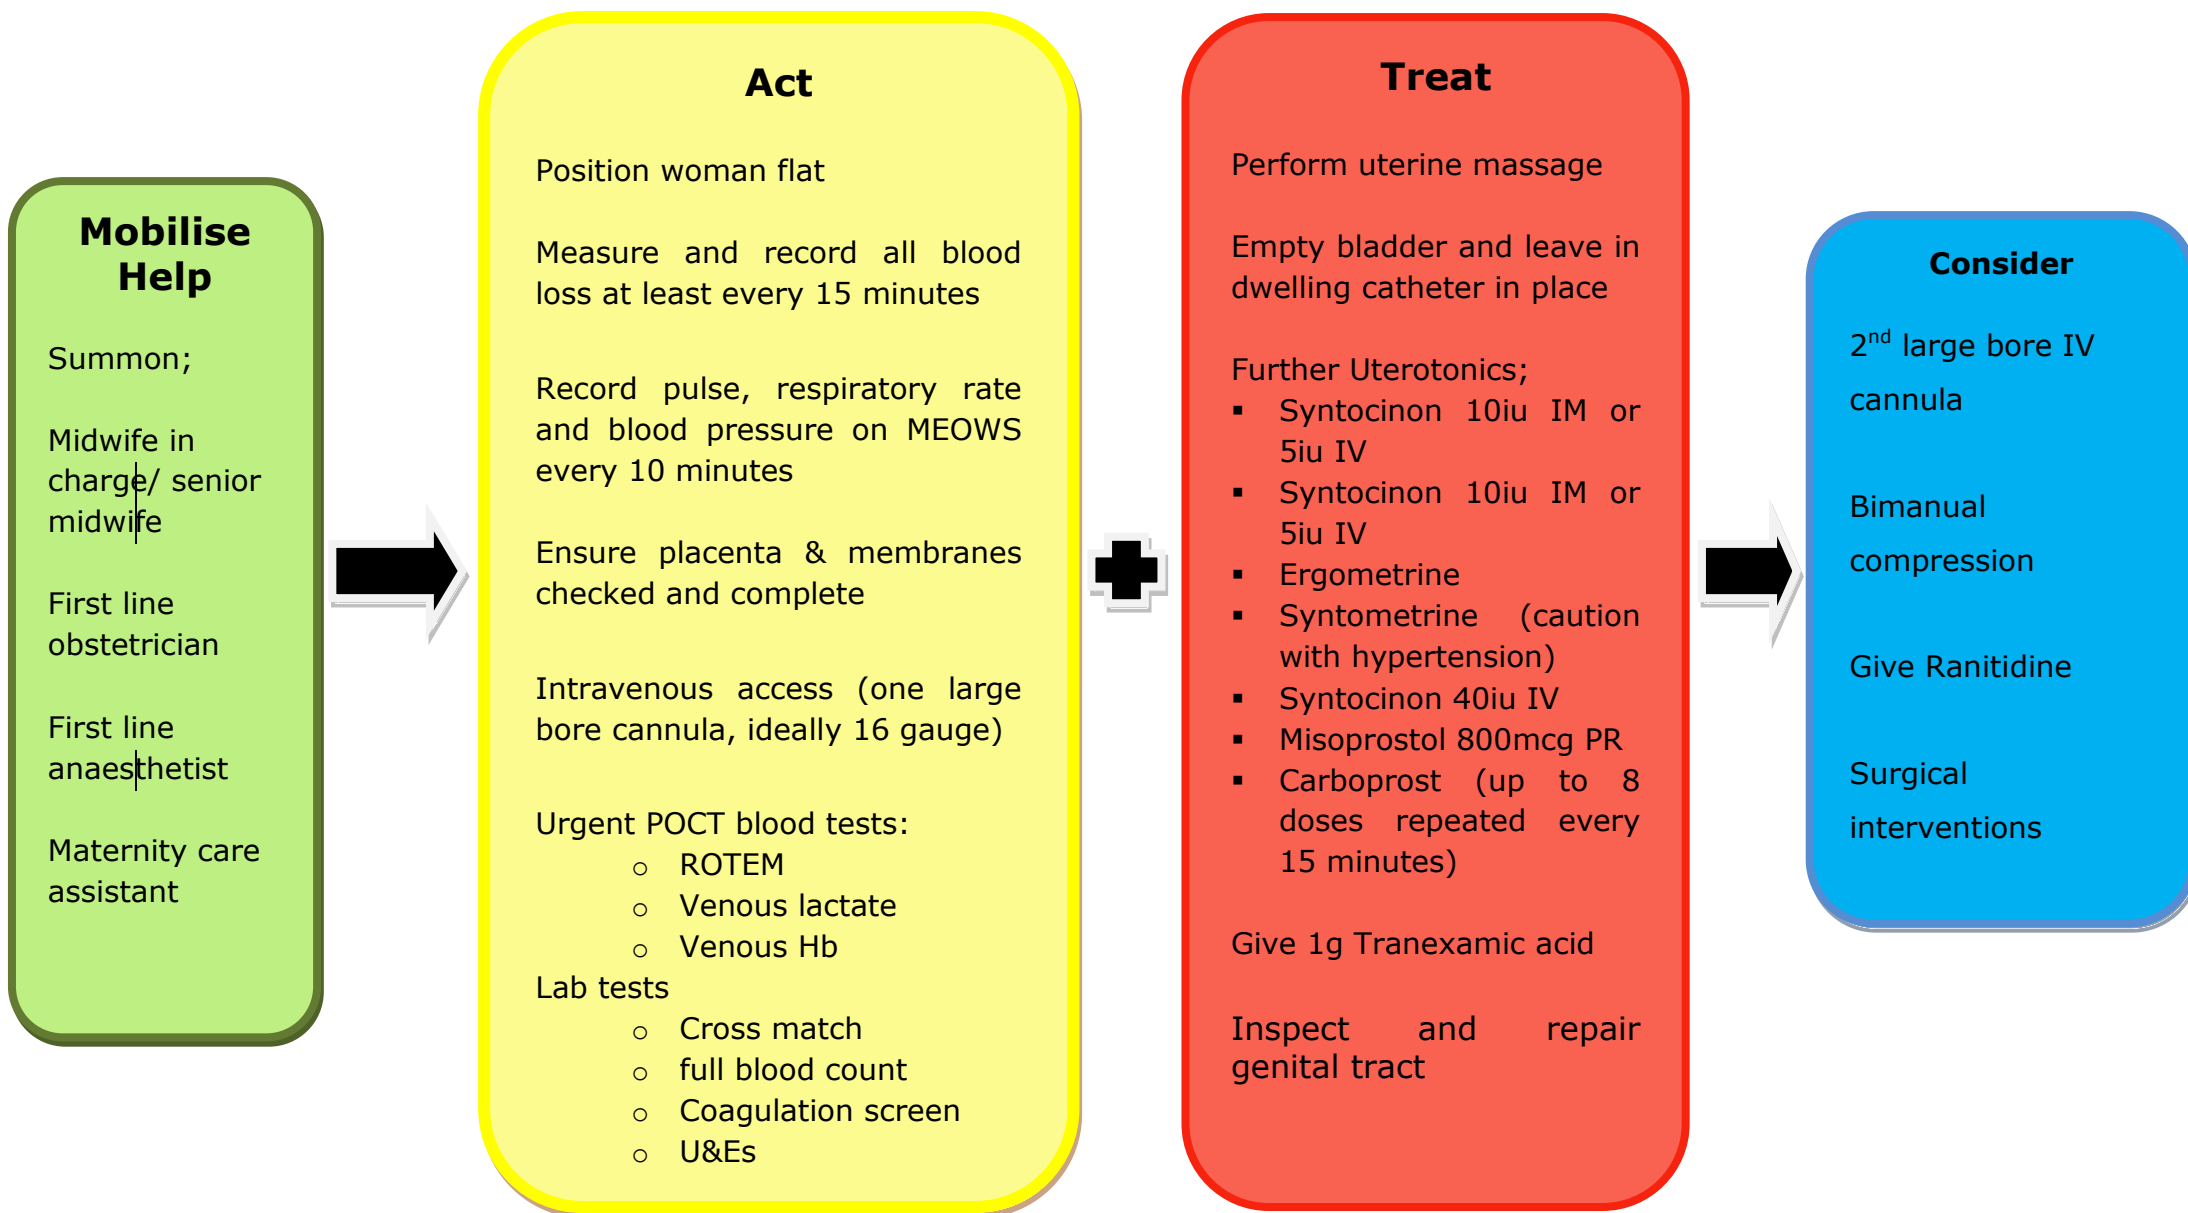 Mobilise
Help
Summon;
Midwife in
charge/ senior
midwife
First line
obstetrician
First line
anaesthetist
Maternity care
assistant
Act
Position woman flat
Measure and record all blood
loss at least every 15 minutes
Record pulse, respiratory rate
and blood pressure on MEOWS
every 10 minutes
Ensure placenta & membranes
checked and complete
Intravenous access (one large
bore cannula, ideally 16 gauge)
Urgent POCT blood tests:
o ROTEM
o Venous lactate
o Venous Hb
Lab tests
o Cross match
o full blood count
o Coagulation screen
o U&Es
Treat
Perform uterine massage
Empty bladder and leave in
dwelling catheter in place
Further Uterotonics;
▪ Syntocinon 10iu IM or
5iu IV
▪ Syntocinon 10iu IM or
5iu IV
▪ Ergometrine
▪ Syntometrine (caution
with hypertension)
▪ Syntocinon 40iu IV
▪ Misoprostol 800mcg PR
▪ Carboprost (up to 8
doses repeated every
15 minutes)
Give 1g Tranexamic acid
Inspect and repair
genital tract
Consider
2nd large bore IV
cannula
Bimanual
compression
Give Ranitidine
Surgical
interventions